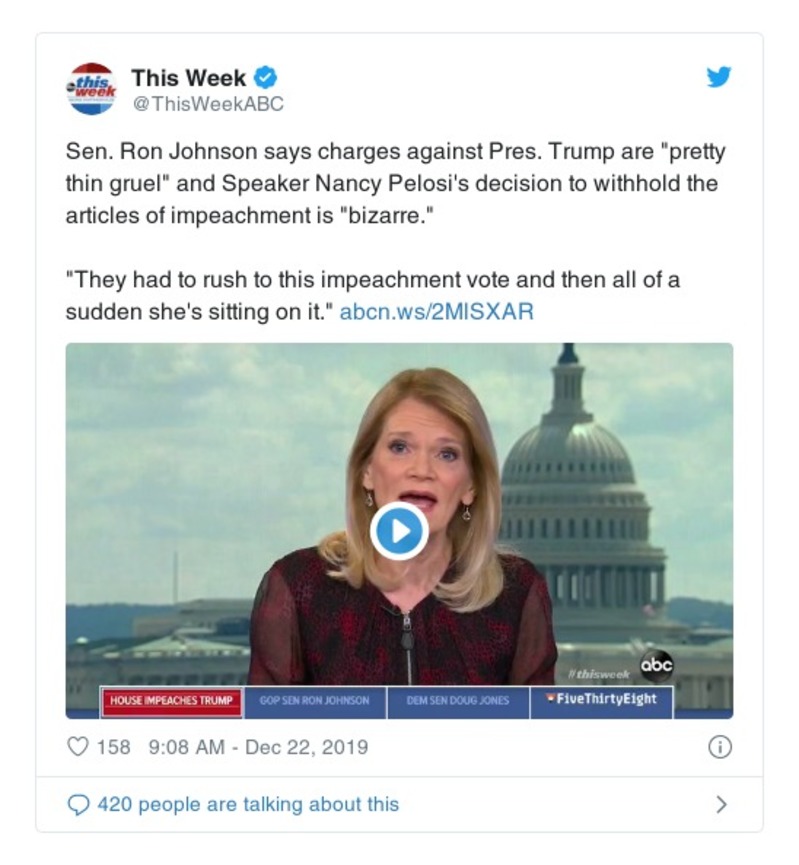 this
week
This Week
@ThisWeekABC
Sen. Ron Johnson says charges against Pres. Trump are "pretty
thin gruel" and Speaker Nancy Pelosi's decision to withhold the
articles of impeachment is "bizarre."
"They had to rush to this impeachment vote and then all of a
sudden she's sitting on it." abcn.ws/2MISXAR
#thisweek
abc
HOUSE IMPEACHES TRUMP
GOP SEN RON JOHNSON
DEM SEN DOUG JONES
FiveThirtyEight
158 9:08 AM - Dec 22, 2019
420 people are talking about this